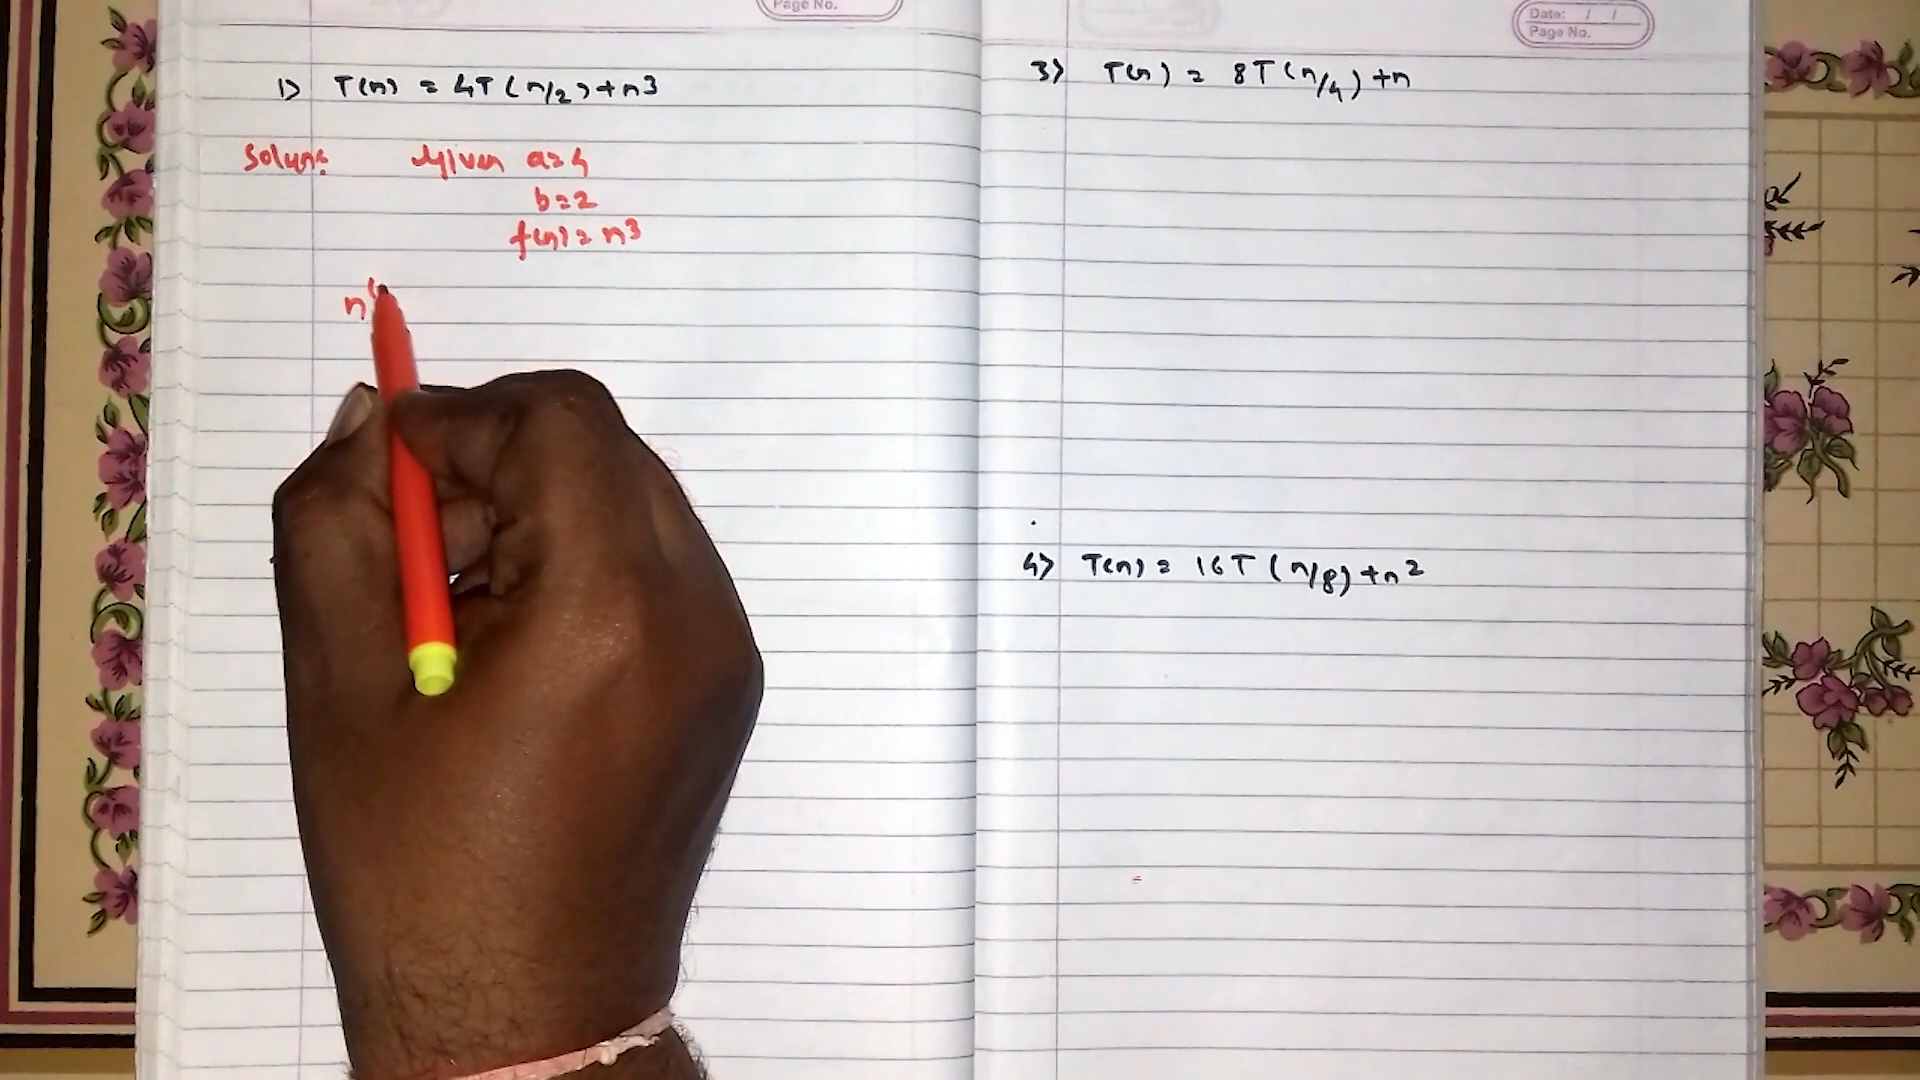 Page No.
1) T(n) = 4T(n/2)+n3
Solun:
Given a=4
b=2
f(n)=n3
n(
Date: / /
Page No.
3) T(n) = 8T(n/4)+n
4) T(n) = 16T(n/8)+n2